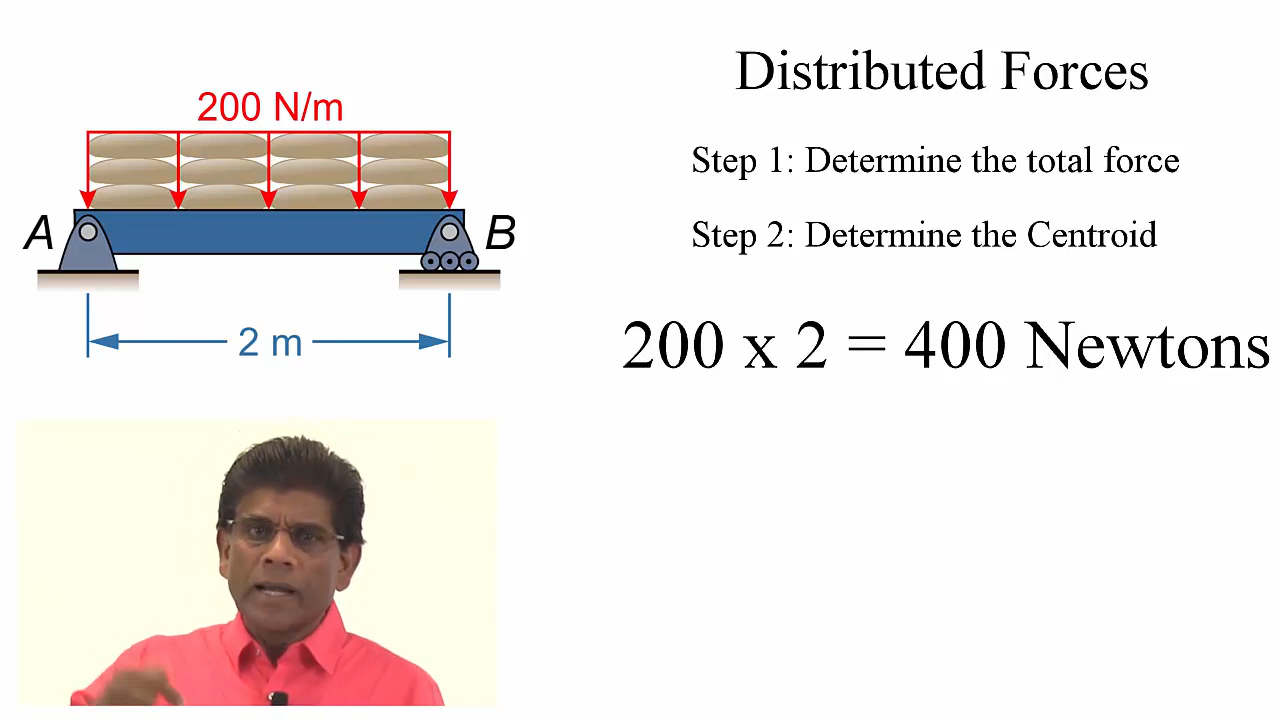 Distributed Forces
200 N/m
Step 1: Determine the total force
A
B
Step 2: Determine the Centroid
2 m
200 x 2 = 400 Newtons